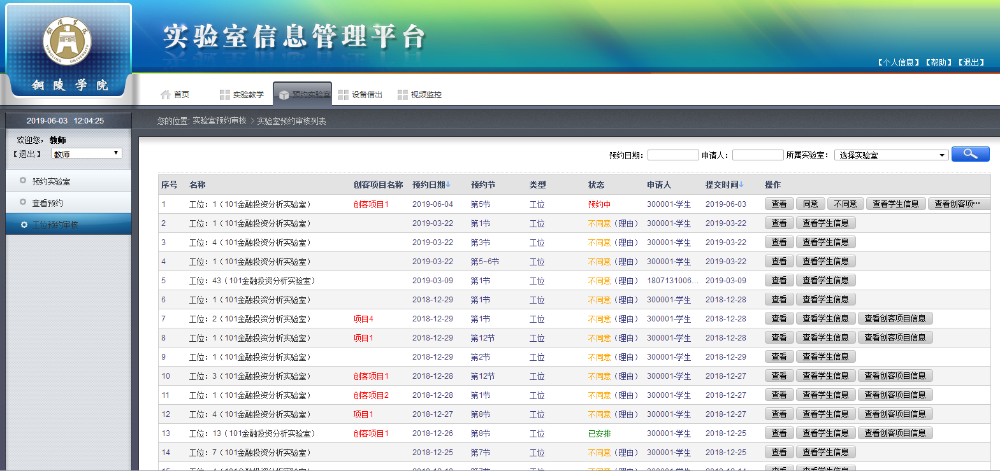 实验室信息管理平台
铜陵学院
TONGLING UNIVERSITY
铜陵学院
【个人信息】【帮助】【退出】
首页 实验教学 预约实验室 设备借出 视频监控
2019-06-03 12:04:25
您的位置: 实验室预约审核 > 实验室预约审核列表
欢迎您，教师
【退出】 教师
预约实验室
查看预约
工位预约审核
预约日期： 申请人： 所属实验室： 选择实验室
序号 名称 创客项目名称 预约日期↓ 预约节 类型 状态 申请人 提交时间↓ 操作
1 工位：1（101金融投资分析实验室） 创客项目1 2019-06-04 第5节 工位 预约中 300001-学生 2019-06-03 查看 同意 不同意 查看学生信息 查看创客项…
2 工位：1（101金融投资分析实验室） 2019-03-22 第1节 工位 不同意（理由） 300001-学生 2019-03-22 查看 查看学生信息
3 工位：4（101金融投资分析实验室） 2019-03-22 第3节 工位 不同意（理由） 300001-学生 2019-03-22 查看 查看学生信息
4 工位：1（101金融投资分析实验室） 2019-03-22 第5~6节 工位 不同意（理由） 300001-学生 2019-03-22 查看 查看学生信息
5 工位：43（101金融投资分析实验室） 2019-03-09 第1节 工位 不同意（理由） 1807131006... 2019-03-09 查看 查看学生信息
6 工位：1（101金融投资分析实验室） 2018-12-29 第1节 工位 不同意（理由） 300001-学生 2018-12-28 查看 查看学生信息
7 工位：2（101金融投资分析实验室） 项目4 2018-12-29 第1节 工位 不同意（理由） 300001-学生 2018-12-28 查看 查看学生信息 查看创客项目信息
8 工位：1（101金融投资分析实验室） 项目1 2018-12-29 第12节 工位 不同意（理由） 300001-学生 2018-12-28 查看 查看学生信息 查看创客项目信息
9 工位：1（101金融投资分析实验室） 2018-12-29 第2节 工位 不同意（理由） 300001-学生 2018-12-29 查看 查看学生信息
10 工位：3（101金融投资分析实验室） 创客项目1 2018-12-28 第12节 工位 不同意（理由） 300001-学生 2018-12-27 查看 查看学生信息 查看创客项目信息
11 工位：1（101金融投资分析实验室） 创客项目2 2018-12-28 第1节 工位 不同意（理由） 300001-学生 2018-12-27 查看 查看学生信息 查看创客项目信息
12 工位：4（101金融投资分析实验室） 项目1 2018-12-27 第8节 工位 不同意（理由） 300001-学生 2018-12-27 查看 查看学生信息 查看创客项目信息
13 工位：13（101金融投资分析实验室） 创客项目1 2018-12-26 第8节 工位 已安排 300001-学生 2018-12-25 查看 查看学生信息 查看创客项目信息
14 工位：7（101金融投资分析实验室） 2018-12-25 第7节 工位 不同意（理由） 300001-学生 2018-12-25 查看 查看学生信息